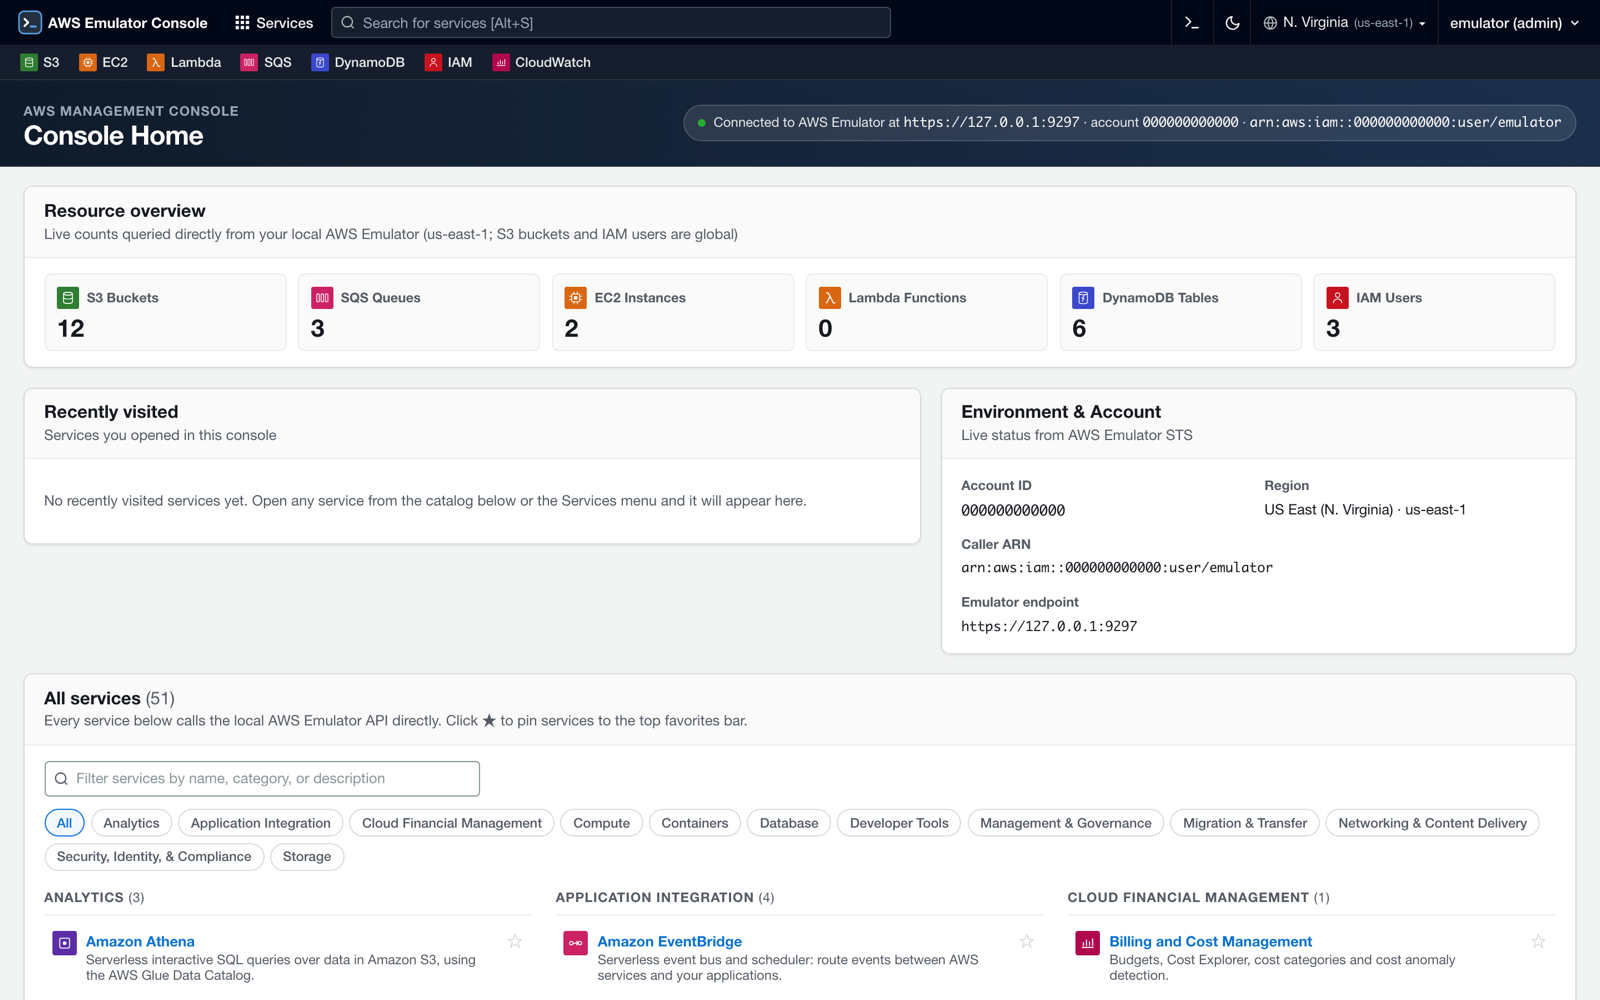 AWS Emulator Console
Services
Search for services [Alt+S]
N. Virginia (us-east-1)
emulator (admin)
S3
EC2
Lambda
SQS
DynamoDB
IAM
CloudWatch
AWS MANAGEMENT CONSOLE
Console Home
Connected to AWS Emulator at https://127.0.0.1:9297 · account 000000000000 · arn:aws:iam::000000000000:user/emulator
Resource overview
Live counts queried directly from your local AWS Emulator (us-east-1; S3 buckets and IAM users are global)
S3 Buckets
12
SQS Queues
3
EC2 Instances
2
Lambda Functions
0
DynamoDB Tables
6
IAM Users
3
Recently visited
Services you opened in this console
No recently visited services yet. Open any service from the catalog below or the Services menu and it will appear here.
Environment & Account
Live status from AWS Emulator STS
Account ID
000000000000
Region
US East (N. Virginia) · us-east-1
Caller ARN
arn:aws:iam::000000000000:user/emulator
Emulator endpoint
https://127.0.0.1:9297
All services (51)
Every service below calls the local AWS Emulator API directly. Click ★ to pin services to the top favorites bar.
Filter services by name, category, or description
All
Analytics
Application Integration
Cloud Financial Management
Compute
Containers
Database
Developer Tools
Management & Governance
Migration & Transfer
Networking & Content Delivery
Security, Identity, & Compliance
Storage
ANALYTICS (3)
Amazon Athena
Serverless interactive SQL queries over data in Amazon S3, using
the AWS Glue Data Catalog.
APPLICATION INTEGRATION (4)
Amazon EventBridge
Serverless event bus and scheduler: route events between AWS
services and your applications.
CLOUD FINANCIAL MANAGEMENT (1)
Billing and Cost Management
Budgets, Cost Explorer, cost categories and cost anomaly
detection.